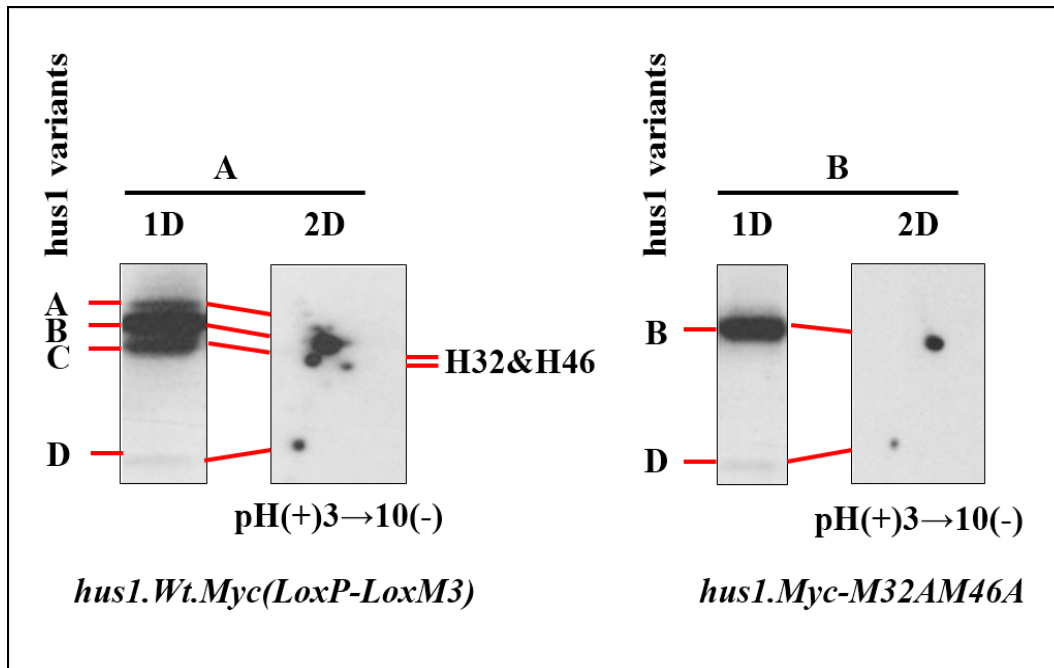 hus1 variants
A
1D
2D
A
B
C
D
H32&H46
pH(+)3→10(-)
hus1.Wt.Myc(LoxP-LoxM3)
hus1 variants
B
1D
2D
B
D
pH(+)3→10(-)
hus1.Myc-M32AM46A